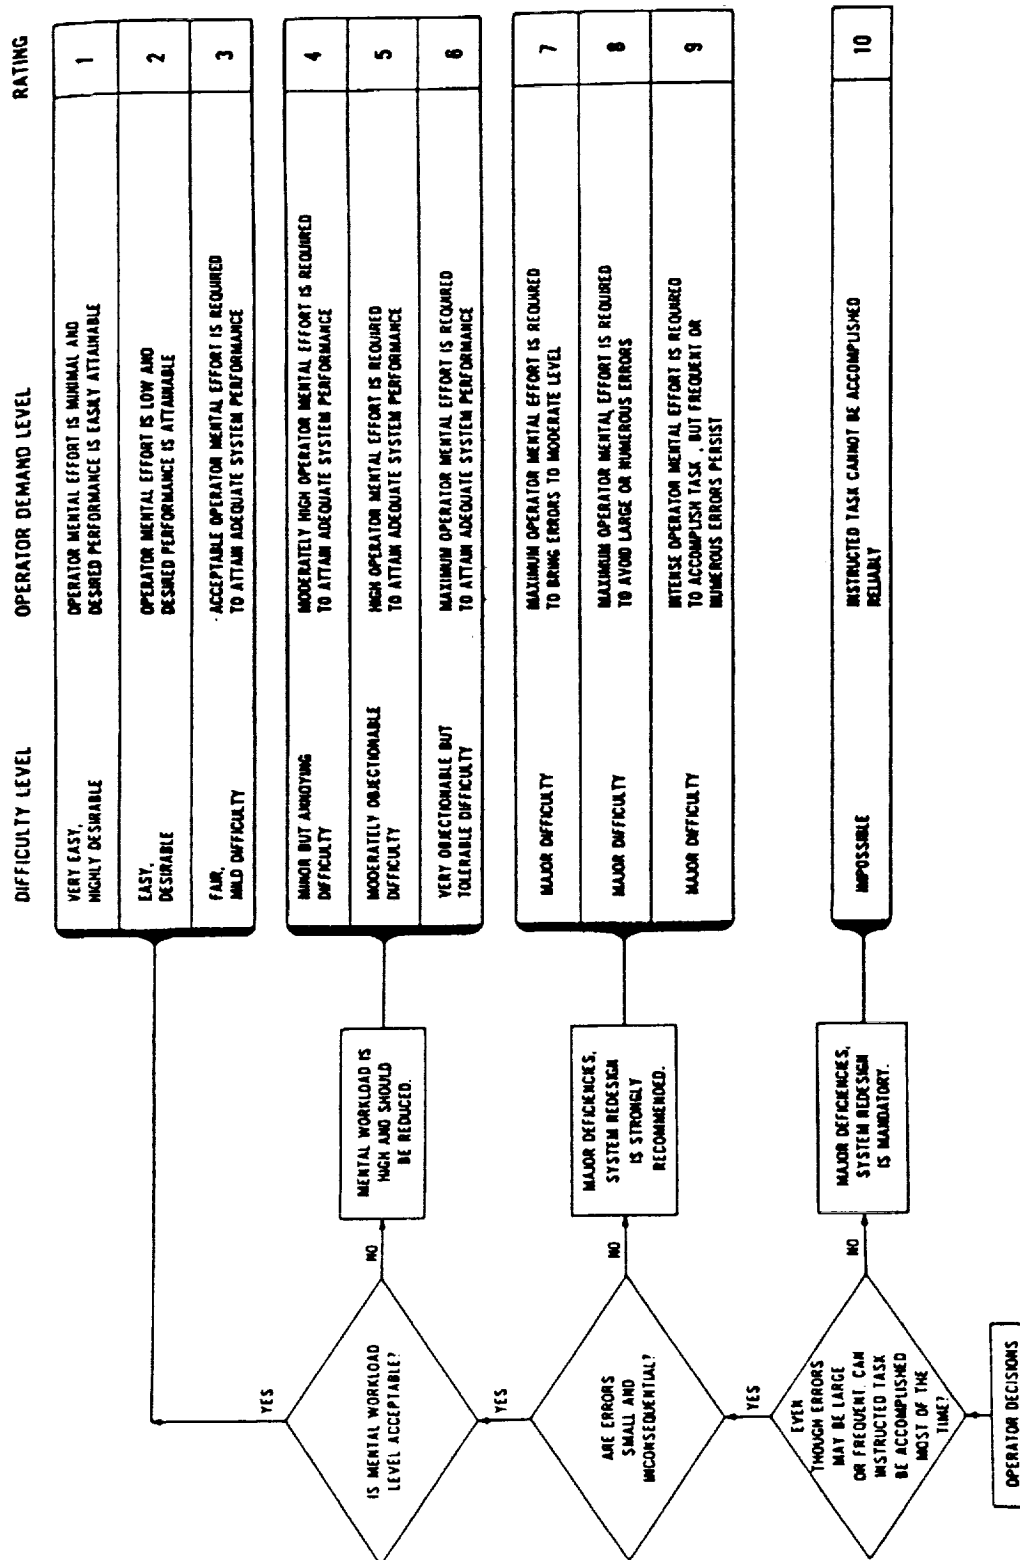 DIFFICULTY LEVEL
OPERATOR DEMAND LEVEL
RATING
VERY EASY,
HIGHLY DESIRABLE
OPERATOR MENTAL EFFORT IS MINIMAL AND
DESIRED PERFORMANCE IS EASILY ATTAINABLE
1
EASY,
DESIRABLE
OPERATOR MENTAL EFFORT IS LOW AND
DESIRED PERFORMANCE IS ATTAINABLE
2
FAIR,
MILD DIFFICULTY
ACCEPTABLE OPERATOR MENTAL EFFORT IS REQUIRED
TO ATTAIN ADEQUATE SYSTEM PERFORMANCE
3
YES
IS MENTAL WORKLOAD
LEVEL ACCEPTABLE?
NO
MENTAL WORKLOAD IS
HIGH AND SHOULD
BE REDUCED.
MINOR BUT ANNOYING
DIFFICULTY
MODERATELY HIGH OPERATOR MENTAL EFFORT IS REQUIRED
TO ATTAIN ADEQUATE SYSTEM PERFORMANCE
4
MODERATELY OBJECTIONABLE
DIFFICULTY
HIGH OPERATOR MENTAL EFFORT IS REQUIRED
TO ATTAIN ADEQUATE SYSTEM PERFORMANCE
5
VERY OBJECTIONABLE BUT
TOLERABLE DIFFICULTY
MAXIMUM OPERATOR MENTAL EFFORT IS REQUIRED
TO ATTAIN ADEQUATE SYSTEM PERFORMANCE
6
YES
ARE ERRORS
SMALL AND
INCONSEQUENTIAL?
NO
MAJOR DEFICIENCIES,
SYSTEM REDESIGN
IS STRONGLY
RECOMMENDED.
MAJOR DIFFICULTY
MAXIMUM OPERATOR MENTAL EFFORT IS REQUIRED
TO BRING ERRORS TO MODERATE LEVEL
7
MAJOR DIFFICULTY
MAXIMUM OPERATOR MENTAL EFFORT IS REQUIRED
TO AVOID LARGE OR NUMEROUS ERRORS
8
MAJOR DIFFICULTY
INTENSE OPERATOR MENTAL EFFORT IS REQUIRED
TO ACCOMPLISH TASK, BUT FREQUENT OR
NUMEROUS ERRORS PERSIST
9
YES
EVEN
THOUGH ERRORS
MAY BE LARGE
OR FREQUENT, CAN
INSTRUCTED TASK
BE ACCOMPLISHED
MOST OF THE
TIME?
NO
MAJOR DEFICIENCIES,
SYSTEM REDESIGN
IS MANDATORY.
IMPOSSIBLE
INSTRUCTED TASK CANNOT BE ACCOMPLISHED
RELIABLY
10
OPERATOR DECISIONS